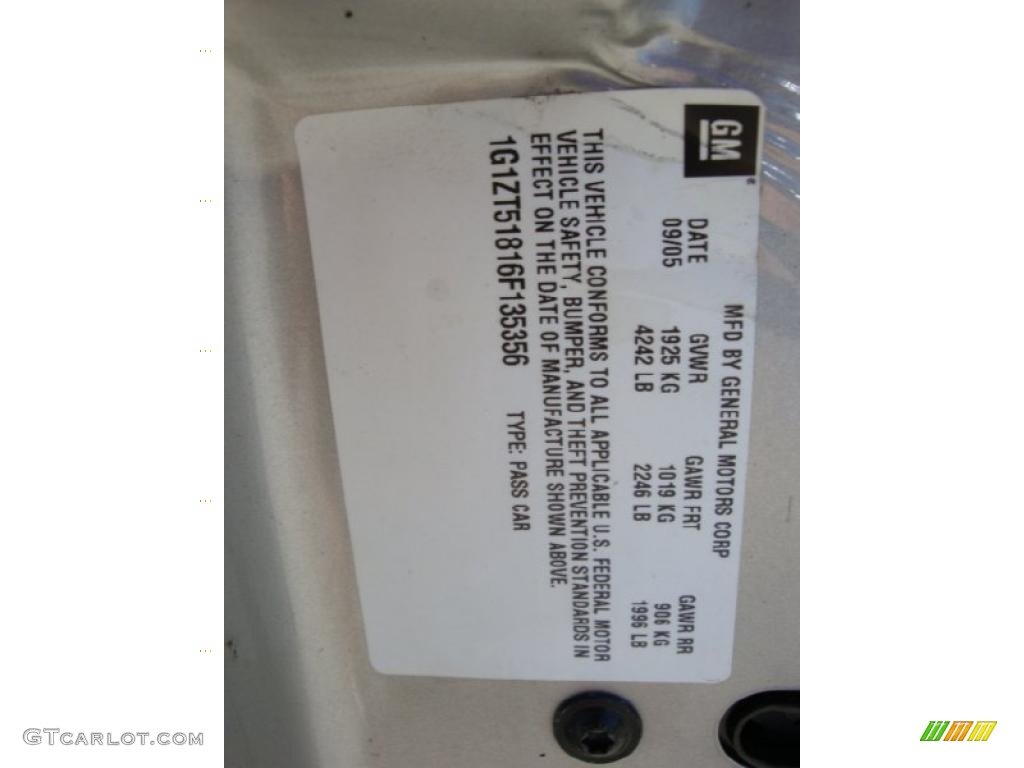 GM
MFD BY GENERAL MOTORS CORP
DATE GVWR GAWR FRT GAWR RR
09/05 1925 KG 1019 KG 906 KG
4242 LB 2246 LB 1996 LB
THIS VEHICLE CONFORMS TO ALL APPLICABLE U.S. FEDERAL MOTOR
VEHICLE SAFETY, BUMPER, AND THEFT PREVENTION STANDARDS IN
EFFECT ON THE DATE OF MANUFACTURE SHOWN ABOVE.
1G1ZT51816F135356 TYPE: PASS CAR
GTCARLOT.COM